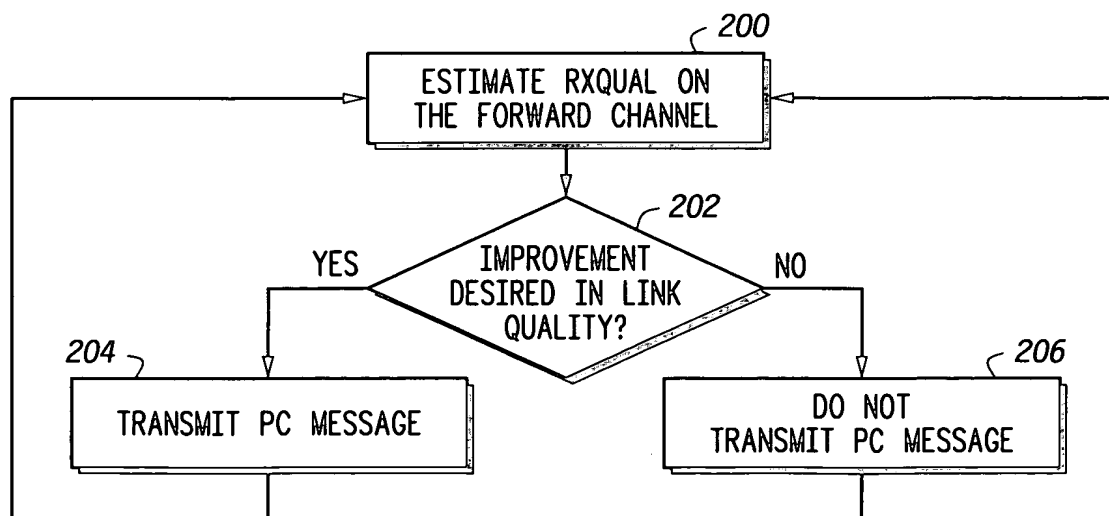 200
ESTIMATE RXQUAL ON
THE FORWARD CHANNEL
202
YES
IMPROVEMENT
DESIRED IN LINK
QUALITY?
NO
204
TRANSMIT PC MESSAGE
206
DO NOT
TRANSMIT PC MESSAGE